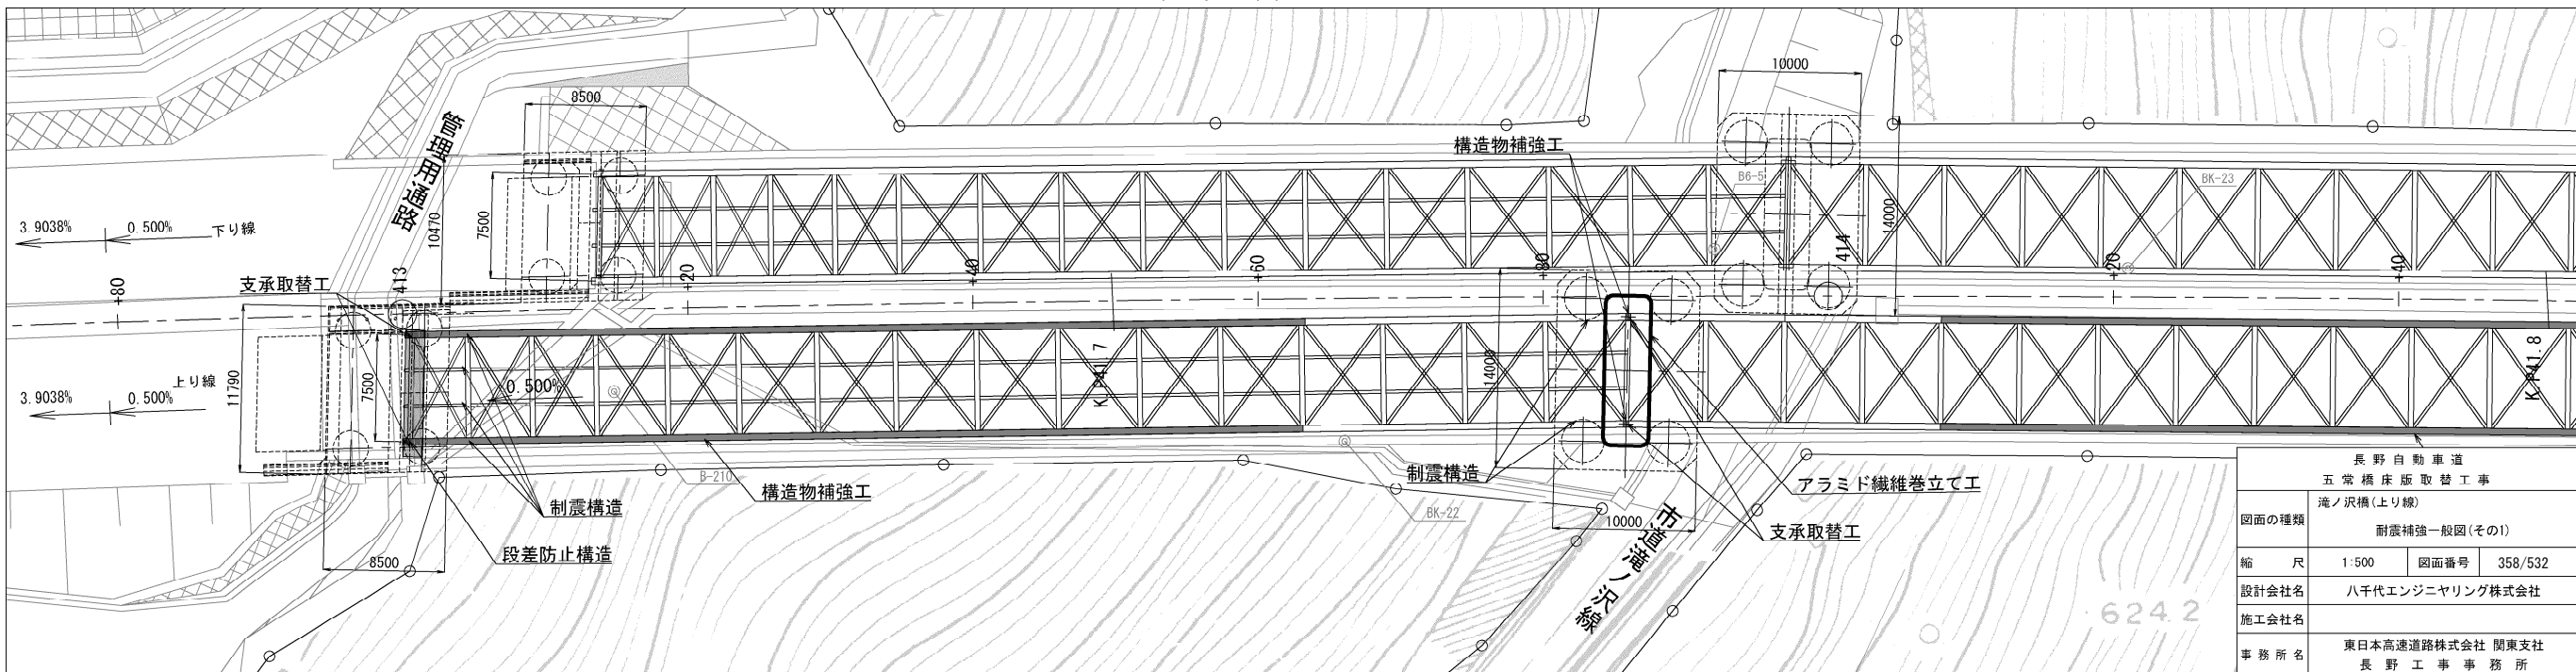 管理用通路
8500
10000
構造物補強工
B6-5
BK-23
3.9038%
0.500%
下り線
10470
7500
14000
414
支承取替工
413
+80
+20
+40
+60
+80
+20
+40
3.9038%
0.500%
上り線
11790
7500
0.500%
K.P41.7
14000
K.P41.8
制震構造
B-210
構造物補強工
制震構造
BK-22
アラミド繊維巻立て工
段差防止構造
8500
10000
支承取替工
市道滝ノ沢線
624.2
長野自動車道
五常橋床版取替工事
図面の種類
滝ノ沢橋(上り線)
耐震補強一般図(その1)
縮尺 1:500 図面番号 358/532
設計会社名 八千代エンジニヤリング株式会社
施工会社名
事務所名
東日本高速道路株式会社 関東支社
長野工事事務所